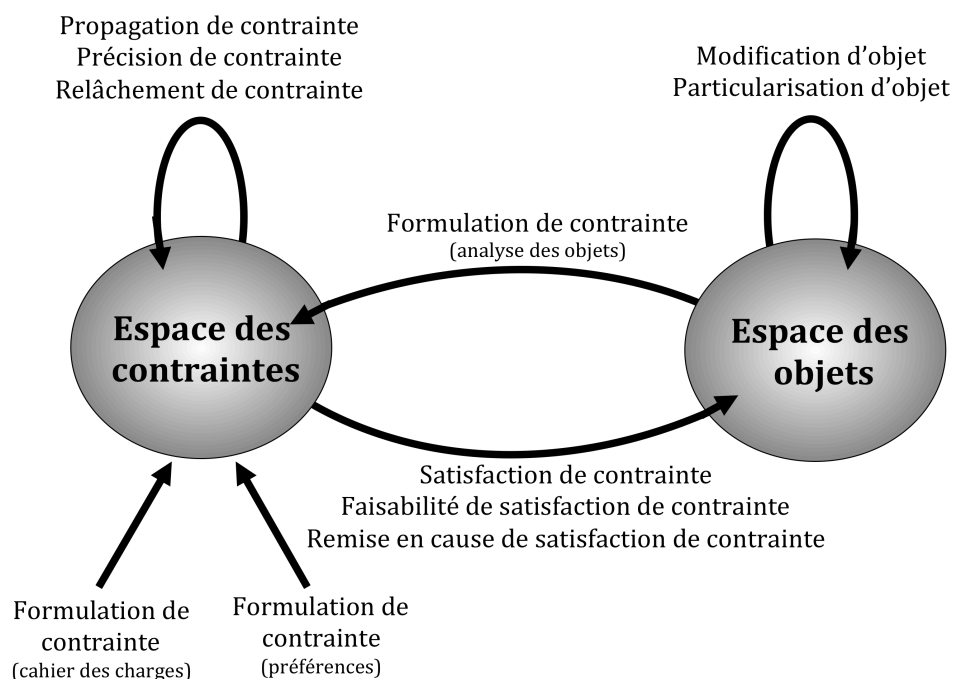 Propagation de contrainte
Précision de contrainte
Relâchement de contrainte
Modification d'objet
Particularisation d'objet
Formulation de contrainte
(analyse des objets)
Espace des
contraintes
Espace des
objets
Satisfaction de contrainte
Faisabilité de satisfaction de contrainte
Remise en cause de satisfaction de contrainte
Formulation de
contrainte
(cahier des charges)
Formulation de
contrainte
(préférences)